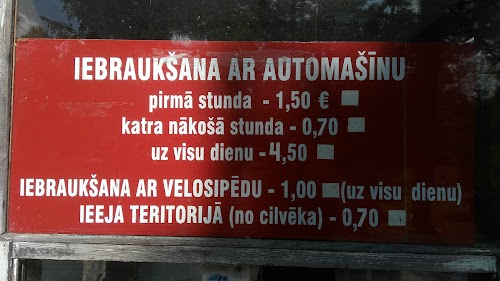 IEBRAUKŠANA AR AUTOMAŠĪNU
pirmā stunda - 1,50 €
katra nākošā stunda - 0,70
uz visu dienu - 4,50
IEBRAUKŠANA AR VELOSIPĒDU - 1,00 (uz visu dienu)
IEEJA TERITORIJĀ (no cilvēka) - 0,70